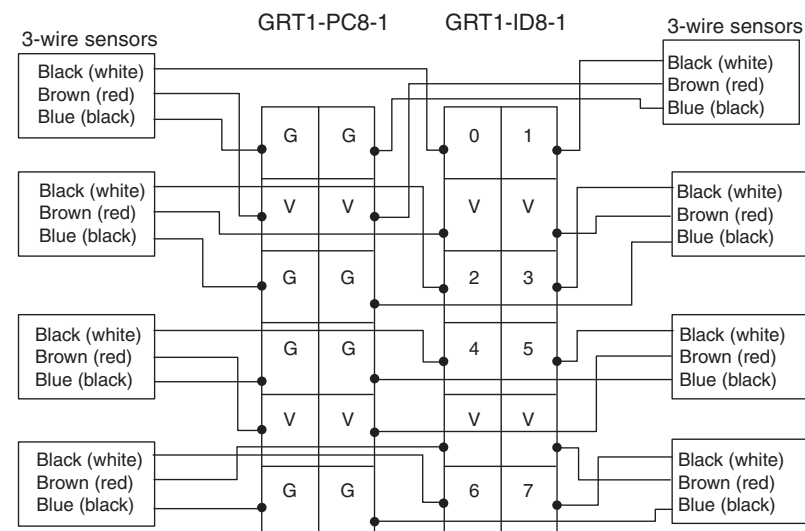 GRT1-PC8-1 GRT1-ID8-1
3-wire sensors
3-wire sensors
Black (white)
Brown (red)
Blue (black)
Black (white)
Brown (red)
Blue (black)
G G 0 1
Black (white)
Brown (red)
Blue (black)
V V V V
Black (white)
Brown (red)
Blue (black)
G G 2 3
Black (white)
Brown (red)
Blue (black)
G G 4 5
Black (white)
Brown (red)
Blue (black)
V V V V
Black (white)
Brown (red)
Blue (black)
G G 6 7
Black (white)
Brown (red)
Blue (black)